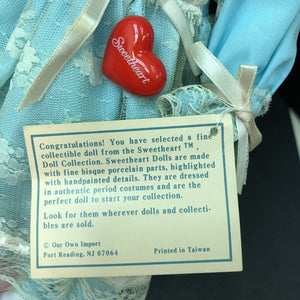 Sweetheart
Congratulations! You have selected a fine
collectible doll from the Sweetheart ™,
Doll Collection. Sweetheart Dolls are made
with fine bisque porcelain parts, highlighted
with handpainted details. They are dressed
in authentic period costumes and are the
perfect doll to start your collection.
Look for them wherever dolls and collecti-
bles are sold.
© Our Own Import
Port Reading, NJ 07064
Printed in Taiwan